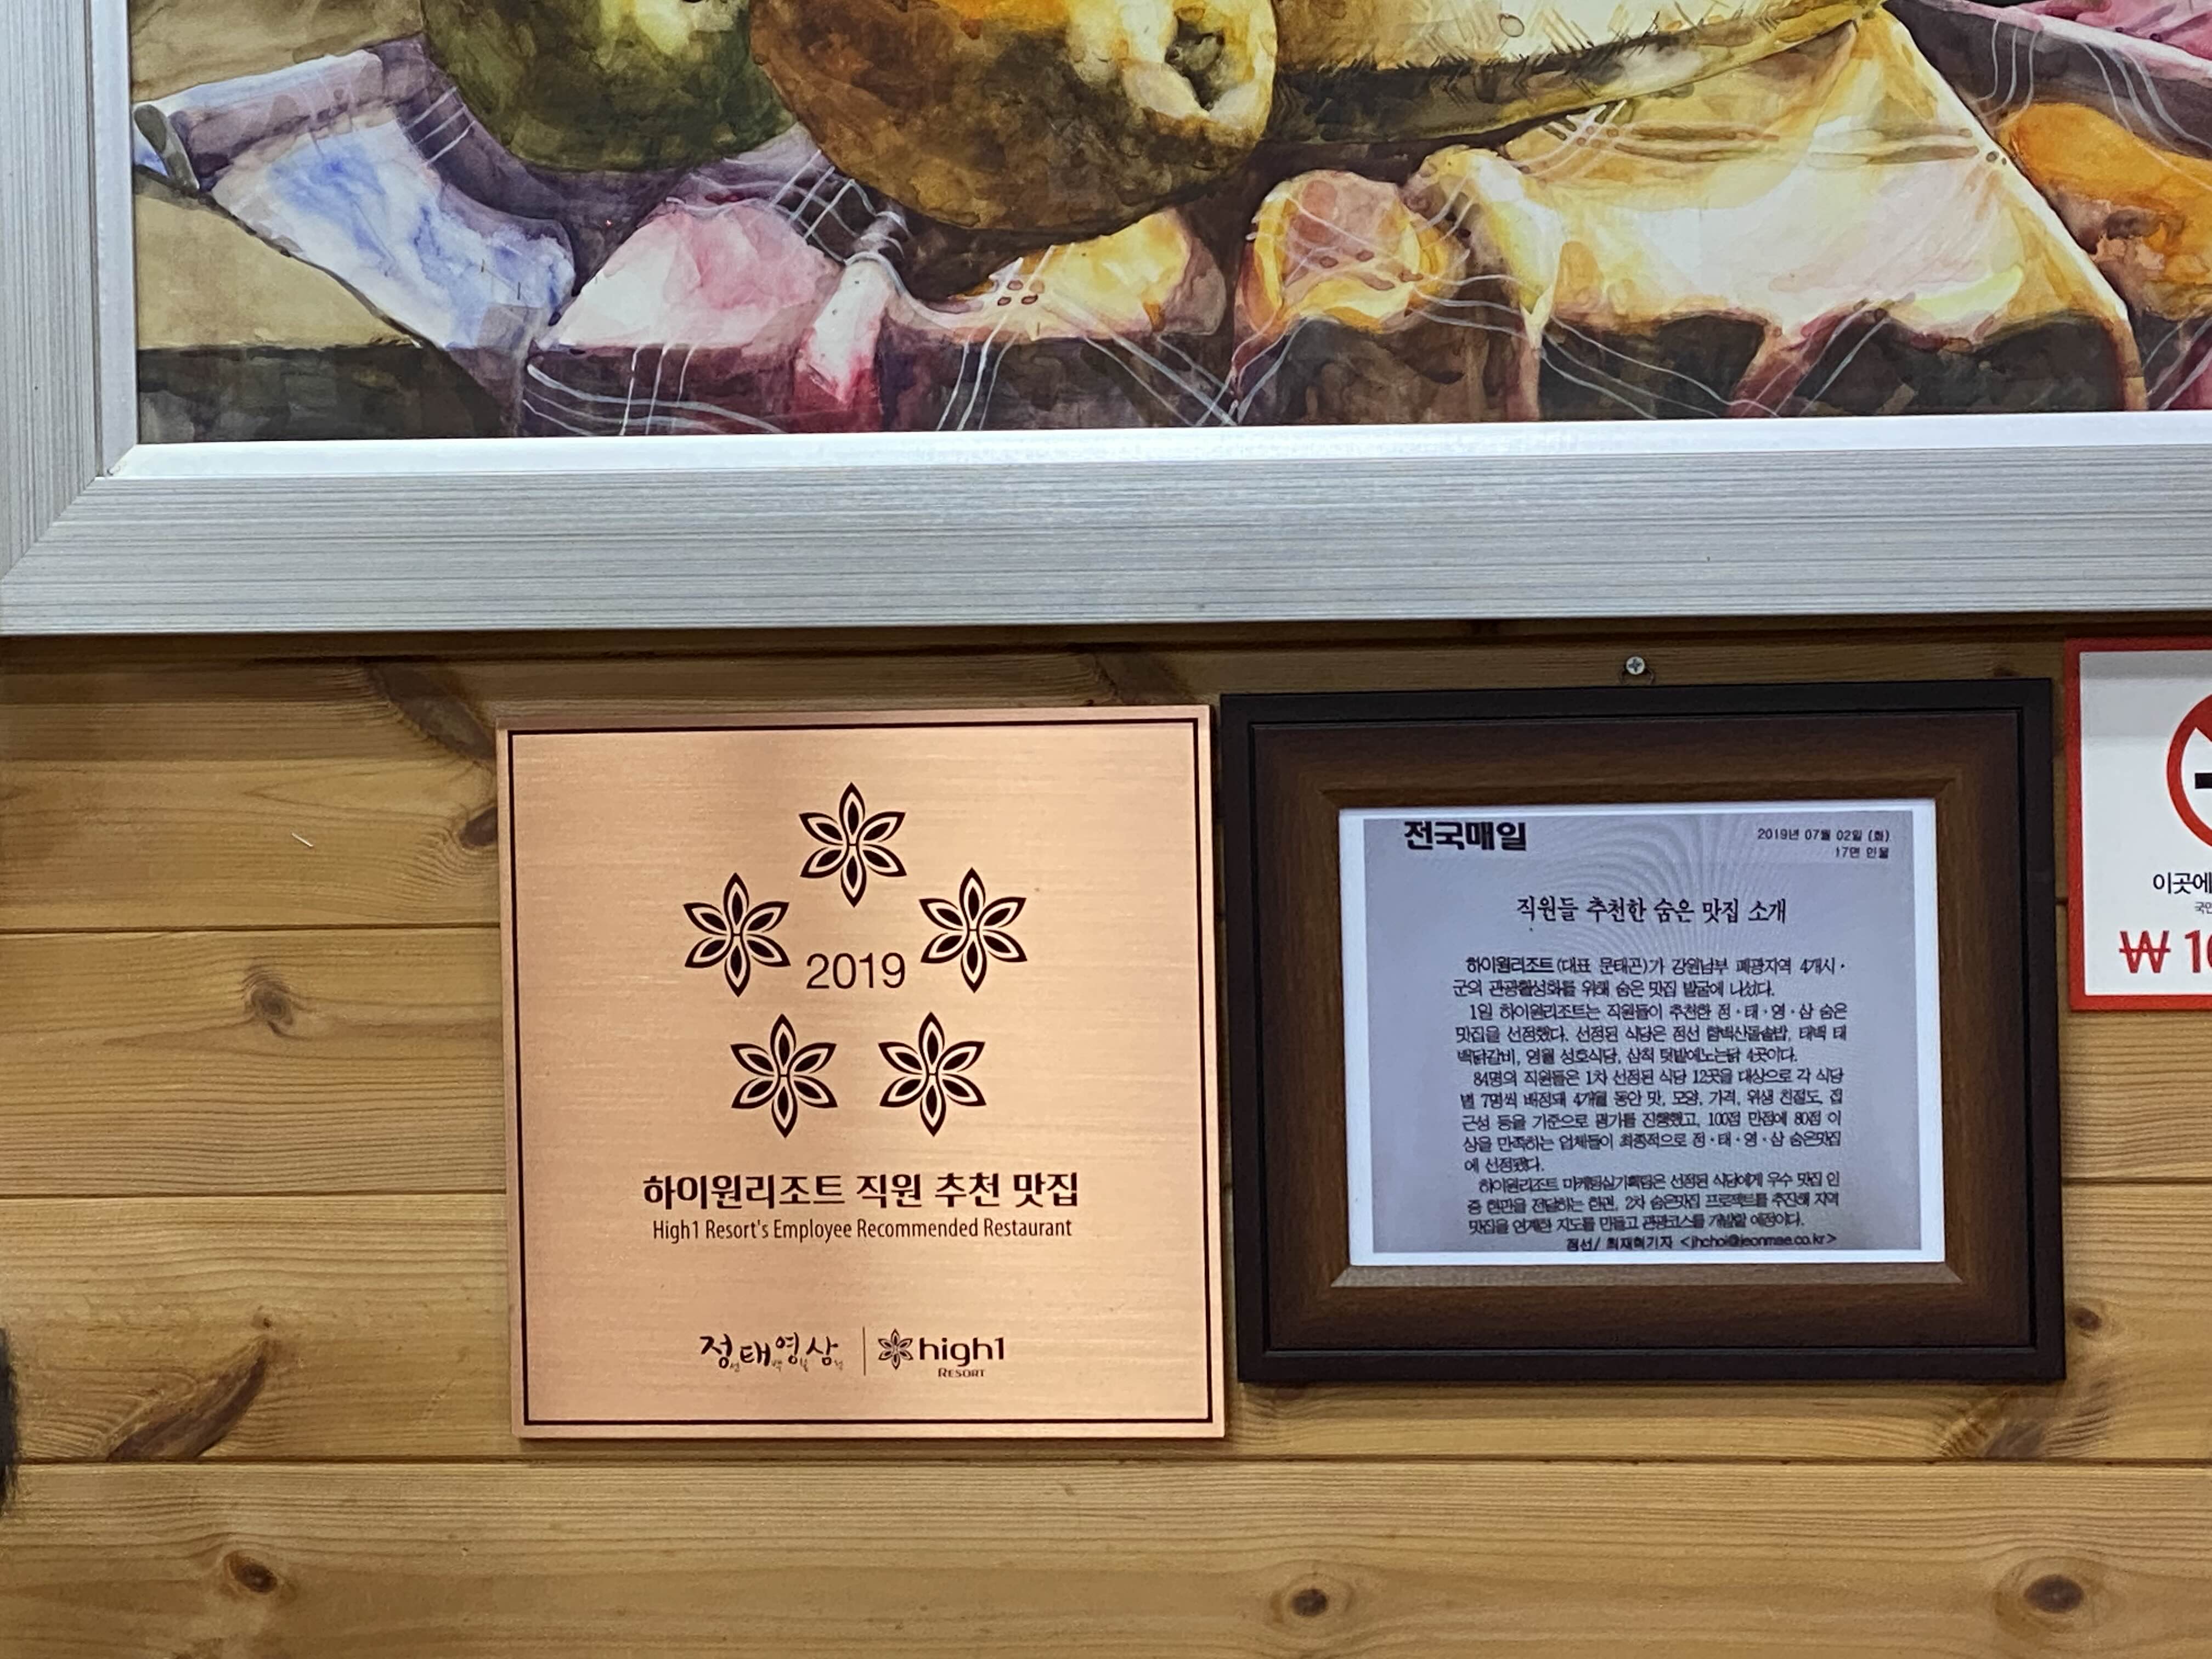 2019
하이원리조트 직원 추천 맛집
High1 Resort's Employee Recommended Restaurant
정선태백영월삼척
high1
RESORT
전국매일
2019년 07월 02일 (화)
17면 인물
직원들 추천한 숨은 맛집 소개
하이원리조트(대표 문태곤)가 강원남부 폐광지역 4개시·
군의 관광활성화를 위해 숨은 맛집 발굴에 나섰다.
1일 하이원리조트는 직원들이 추천한 정·태·영·삼 숨은
맛집을 선정했다. 선정된 식당은 정선 함백산돌솥밥, 태백 태
백닭갈비, 영월 성호식당, 삼척 텃밭에노는닭 4곳이다.
84명의 직원들은 1차 선정된 식당 12곳을 대상으로 각 식당
별 7명씩 배정돼 4개월 동안 맛, 모양, 가격, 위생 친절도, 접
근성 등을 기준으로 평가를 진행했고, 100점 만점에 80점 이
상을 만족하는 업체들이 최종적으로 정·태·영·삼 숨은맛집
에 선정됐다.
하이원리조트 마케팅실기획팀은 선정된 식당에게 우수 맛집 인
증 현판을 전달하는 한편, 2차 숨은맛집 프로젝트를 추진해 지역
맛집을 연계한 지도를 만들고 관광코스를 개발할 예정이다.
정선/ 최재혁기자 <jhchoi@jeonmae.co.kr>
이곳에
₩ 10